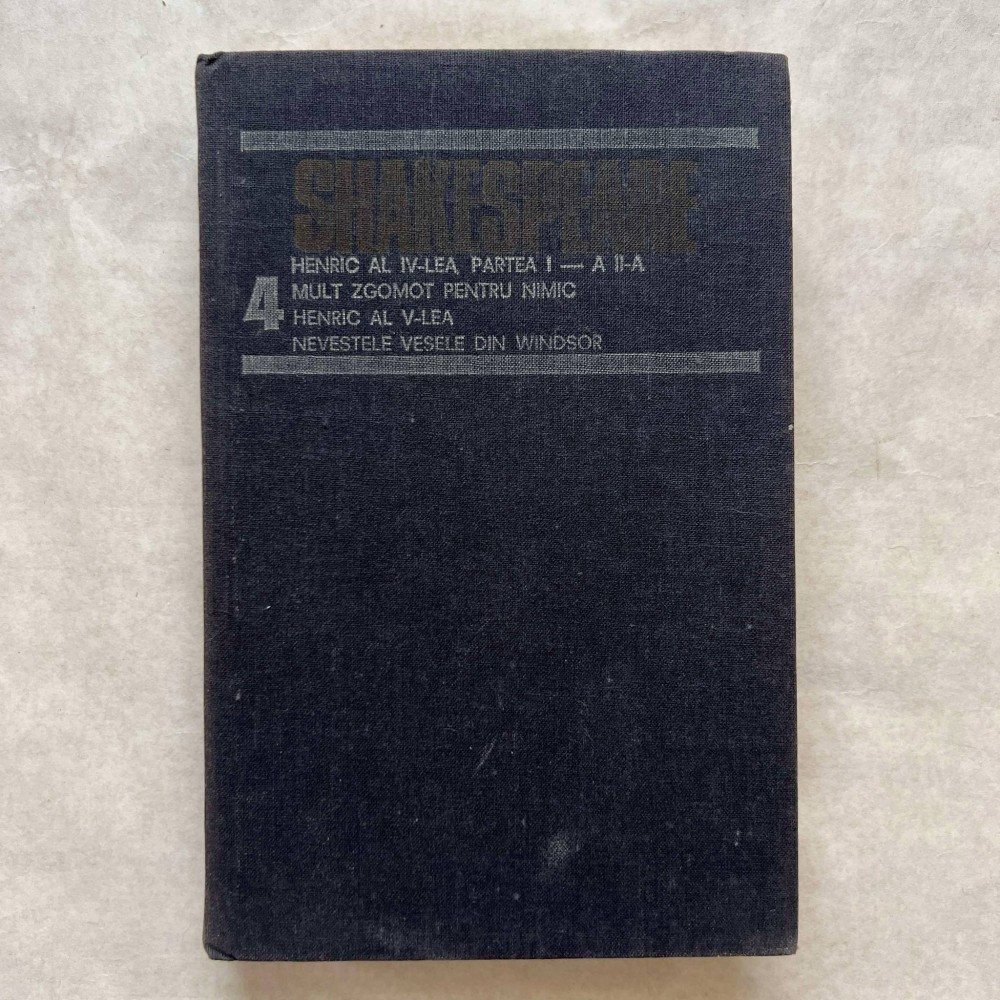 SHAKESPEARE
HENRIC AL IV-LEA, PARTEA I — A II-A
4
MULT ZGOMOT PENTRU NIMIC
HENRIC AL V-LEA
NEVESTELE VESELE DIN WINDSOR